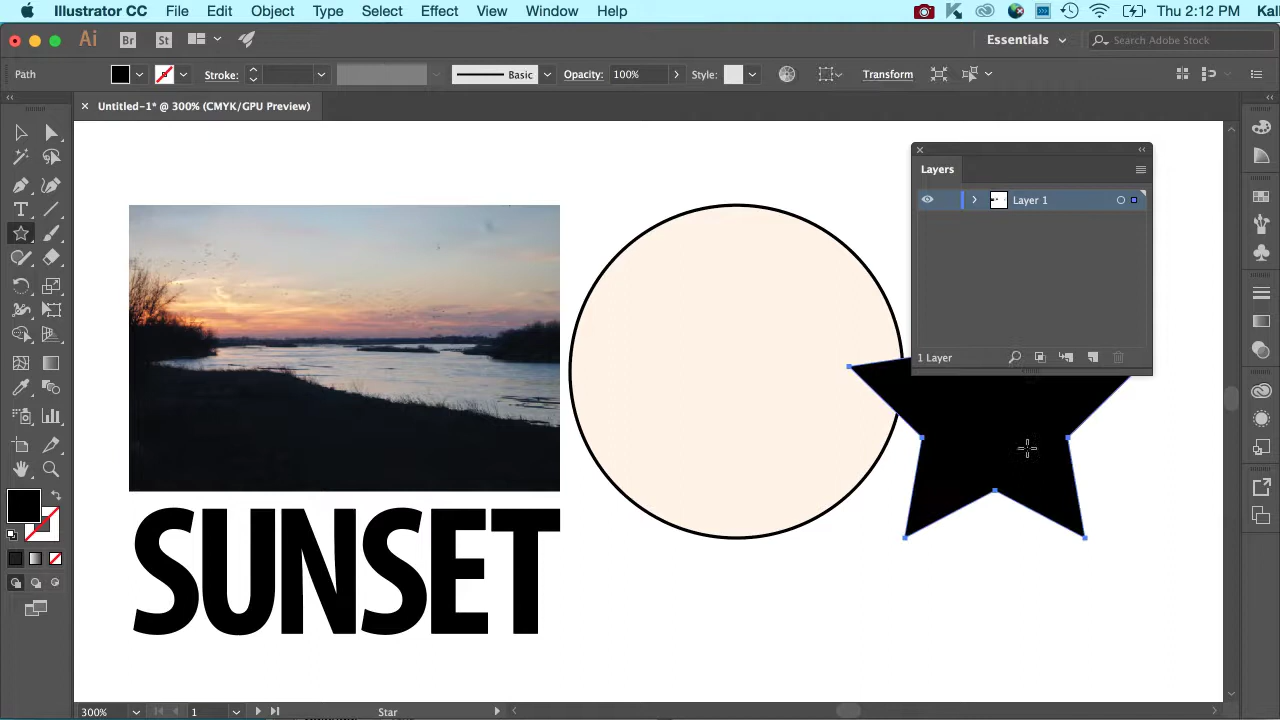 Illustrator CC File Edit Object Type Select Effect View Window Help Thu 2:12 PM Kal
Ai Br St Essentials Search Adobe Stock
Path Stroke: Basic Opacity: 100% Style: Transform
Untitled-1* @ 300% (CMYK/GPU Preview)
Layers
Layer 1
1 Layer
SUNSET
300% 1 Star